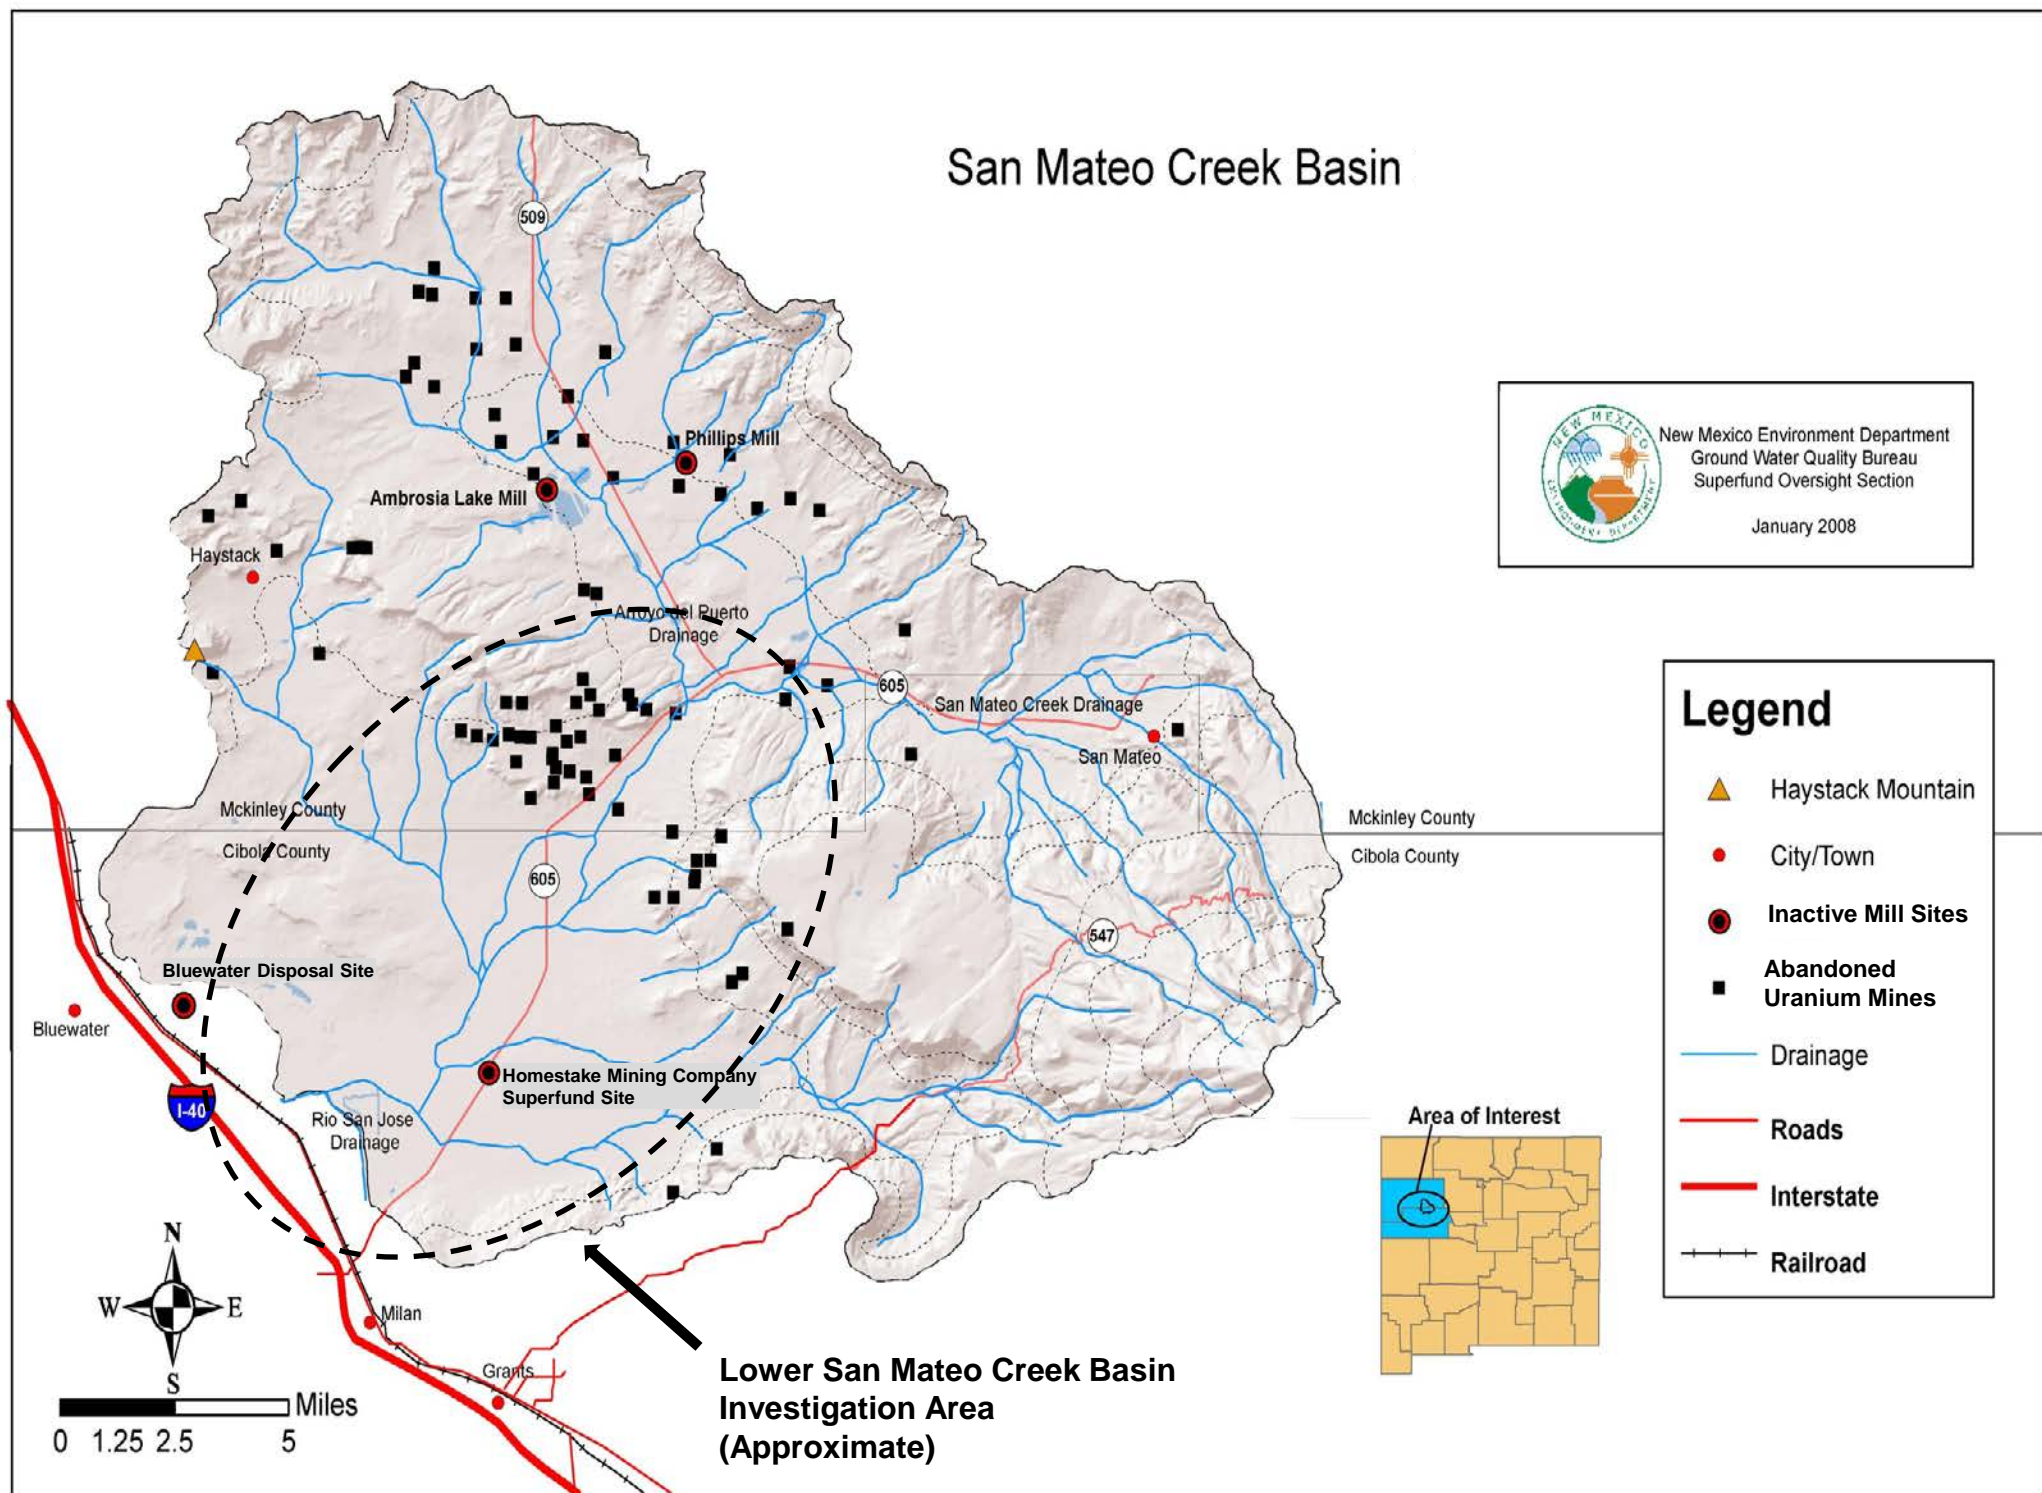 San Mateo Creek Basin
509
Phillips Mill
Ambrosia Lake Mill
Haystack
Arroyo del Puerto
Drainage
605
San Mateo Creek Drainage
San Mateo
Mckinley County
Cibola County
Mckinley County
Cibola County
605
547
Bluewater Disposal Site
Bluewater
Homestake Mining Company
Superfund Site
I-40
Rio San Jose
Drainage
Milan
Grants
N
W
E
S
Miles
0 1.25 2.5 5
Lower San Mateo Creek Basin
Investigation Area
(Approximate)
NEW MEXICO
ENVIRONMENT DEPARTMENT
New Mexico Environment Department
Ground Water Quality Bureau
Superfund Oversight Section
January 2008
Legend
Haystack Mountain
City/Town
Inactive Mill Sites
Abandoned
Uranium Mines
Drainage
Roads
Interstate
Railroad
Area of Interest